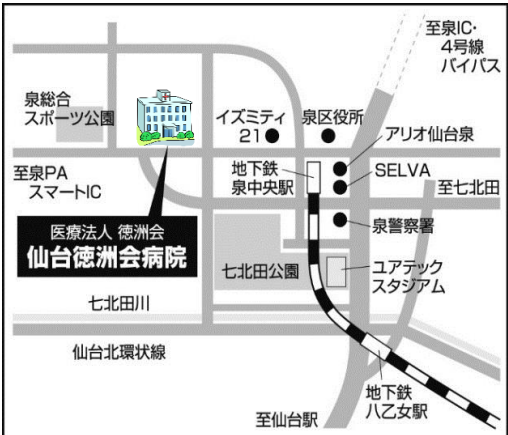 至泉IC・
4号線
バイパス
泉総合
スポーツ公園
イズミティ
21
泉区役所
アリオ仙台泉
地下鉄
泉中央駅
SELVA
至泉PA
スマートIC
至七北田
医療法人 徳洲会
仙台徳洲会病院
泉警察署
七北田公園
ユアテック
スタジアム
七北田川
仙台北環状線
地下鉄
八乙女駅
至仙台駅